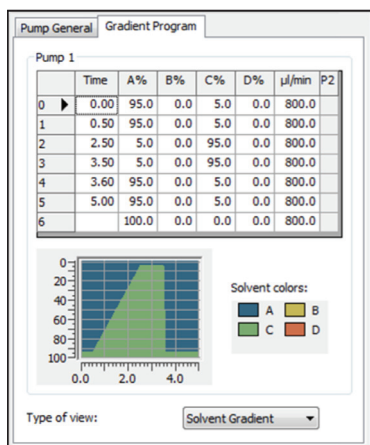 Pump General Gradient Program
Pump 1
Time A% B% C% D% µl/min P2
0 0.00 95.0 0.0 5.0 0.0 800.0
1 0.50 95.0 0.0 5.0 0.0 800.0
2 2.50 5.0 0.0 95.0 0.0 800.0
3 3.50 5.0 0.0 95.0 0.0 800.0
4 3.60 95.0 0.0 5.0 0.0 800.0
5 5.00 95.0 0.0 5.0 0.0 800.0
6 100.0 0.0 0.0 0.0 800.0
0
20
40
60
80
100
0.0 2.0 4.0
Solvent colors:
A B
C D
Type of view: Solvent Gradient